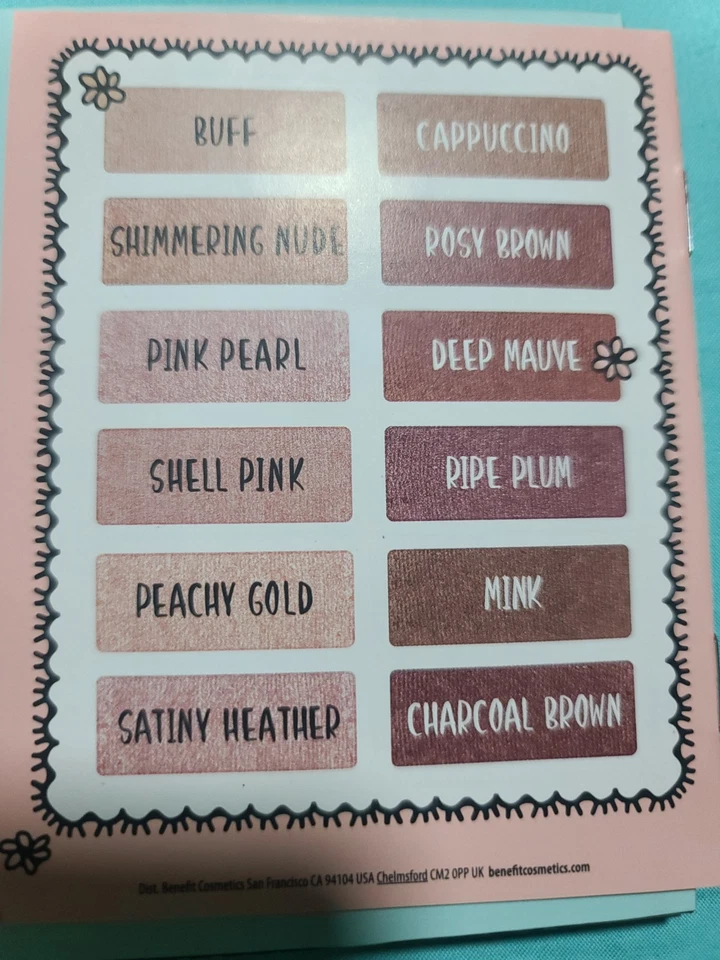 BUFF
CAPPUCCINO
SHIMMERING NUDE
ROSY BROWN
PINK PEARL
DEEP MAUVE
SHELL PINK
RIPE PLUM
PEACHY GOLD
MINK
SATINY HEATHER
CHARCOAL BROWN
Dist. Benefit Cosmetics San Francisco CA 94104 USA Chelmsford CM2 0PP UK benefitcosmetics.com